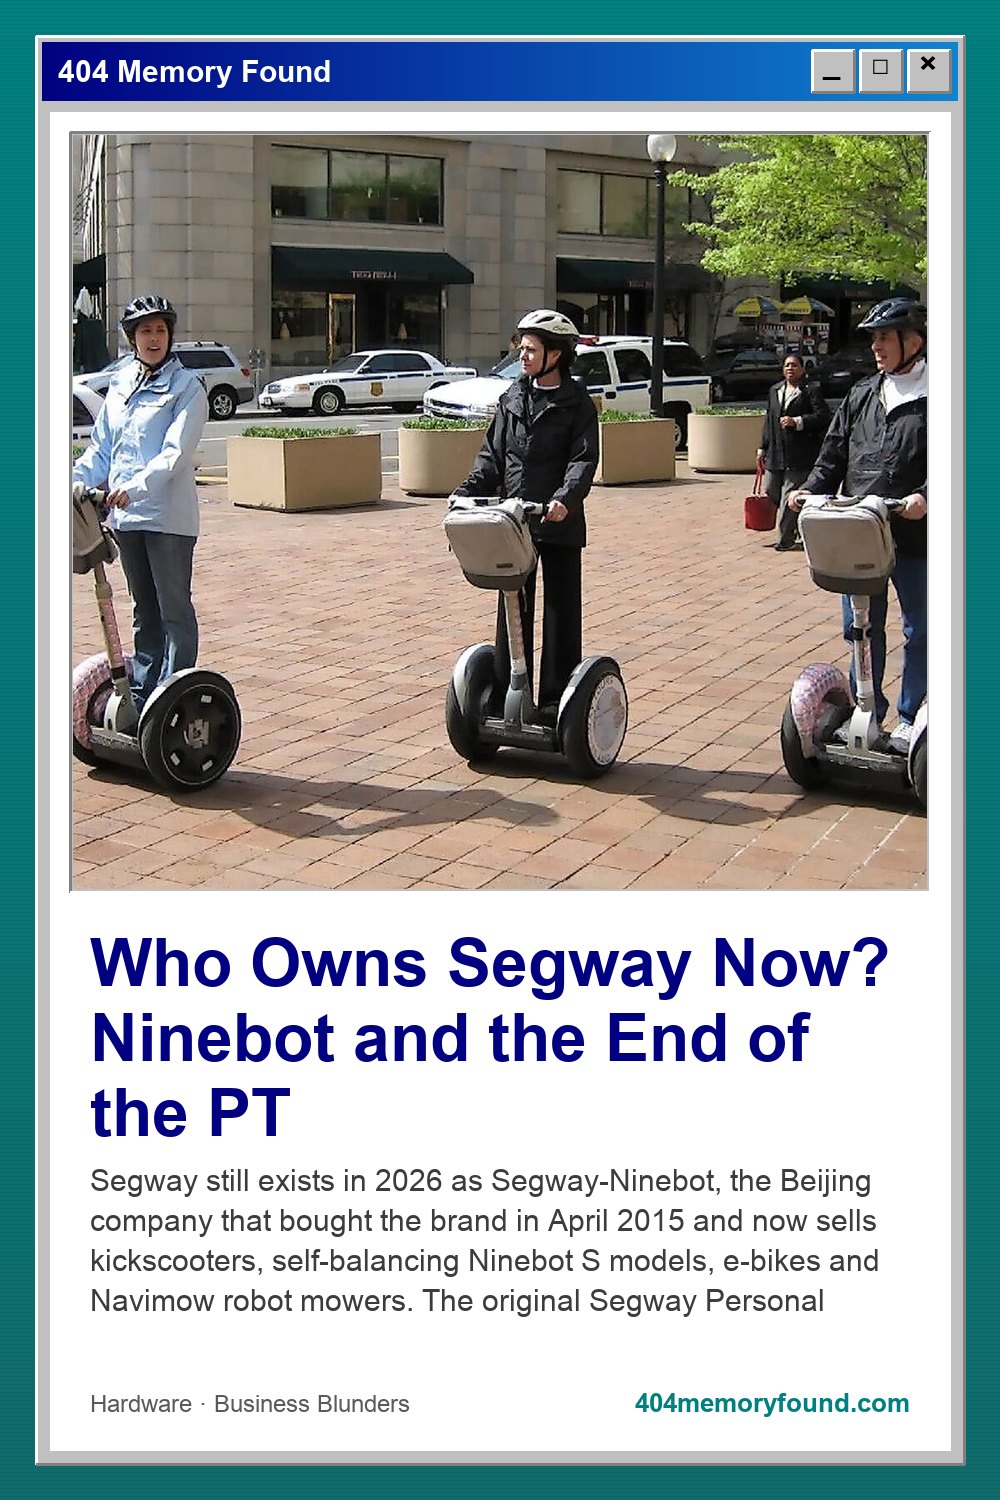 404 Memory Found
Who Owns Segway Now?
Ninebot and the End of
the PT
Segway still exists in 2026 as Segway-Ninebot, the Beijing
company that bought the brand in April 2015 and now sells
kickscooters, self-balancing Ninebot S models, e-bikes and
Navimow robot mowers. The original Segway Personal
Hardware · Business Blunders
404memoryfound.com